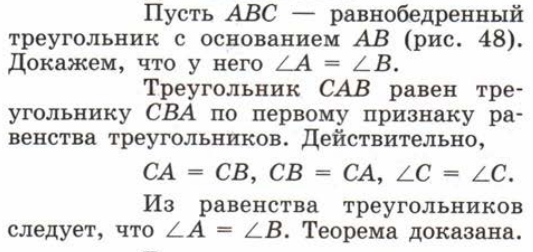 Пусть ABC — равнобедренный
треугольник с основанием AB (рис. 48).
Докажем, что у него ∠A = ∠B.
Треугольник CAB равен тре-
угольнику CBA по первому признаку ра-
венства треугольников. Действительно,
CA = CB, CB = CA, ∠C = ∠C.
Из равенства треугольников
следует, что ∠A = ∠B. Теорема доказана.